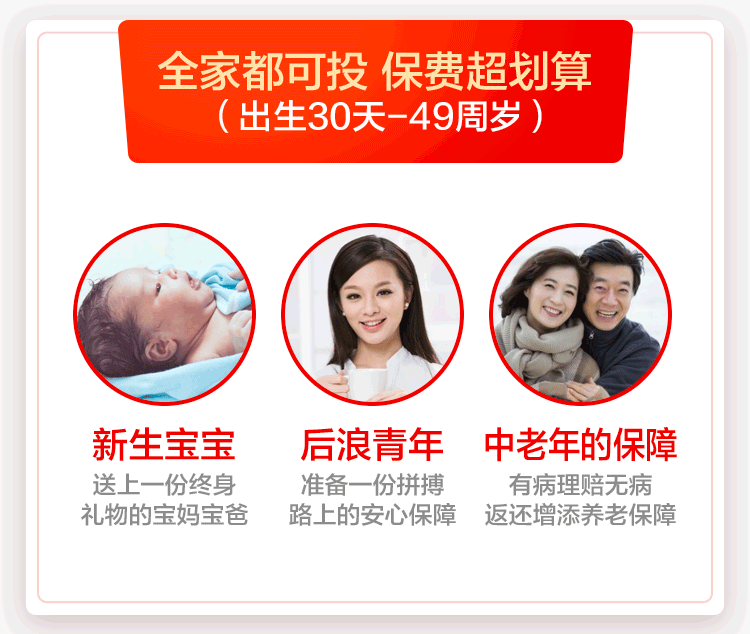 全家都可投 保费超划算
（出生30天-49周岁）
新生宝宝
送上一份终身
礼物的宝妈宝爸
后浪青年
准备一份拼搏
路上的安心保障
中老年的保障
有病理赔无病
返还增添养老保障